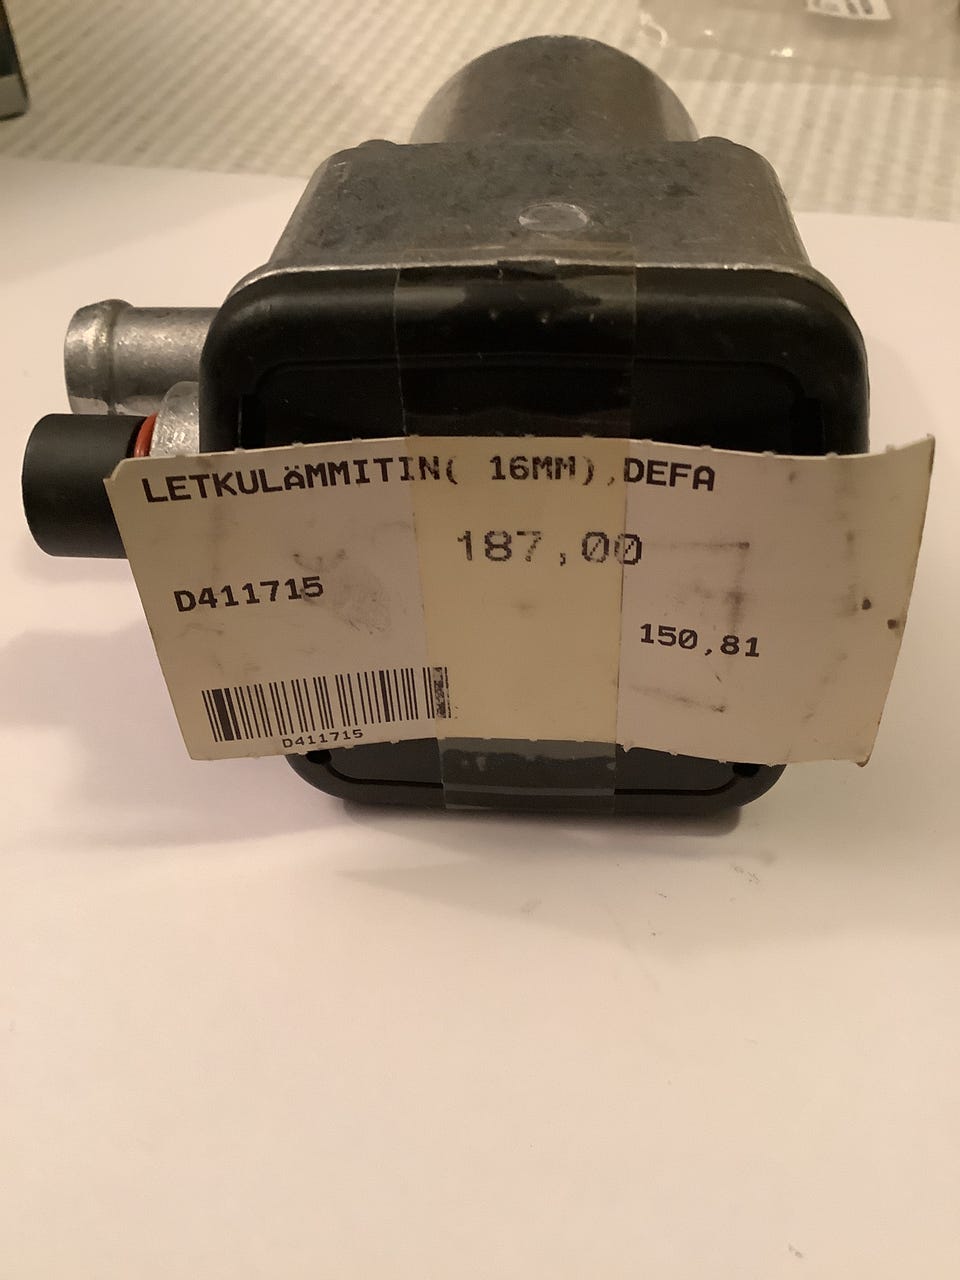 LETKULÄMMITIN( 16MM),DEFA
187,00
D411715
150,81
D411715